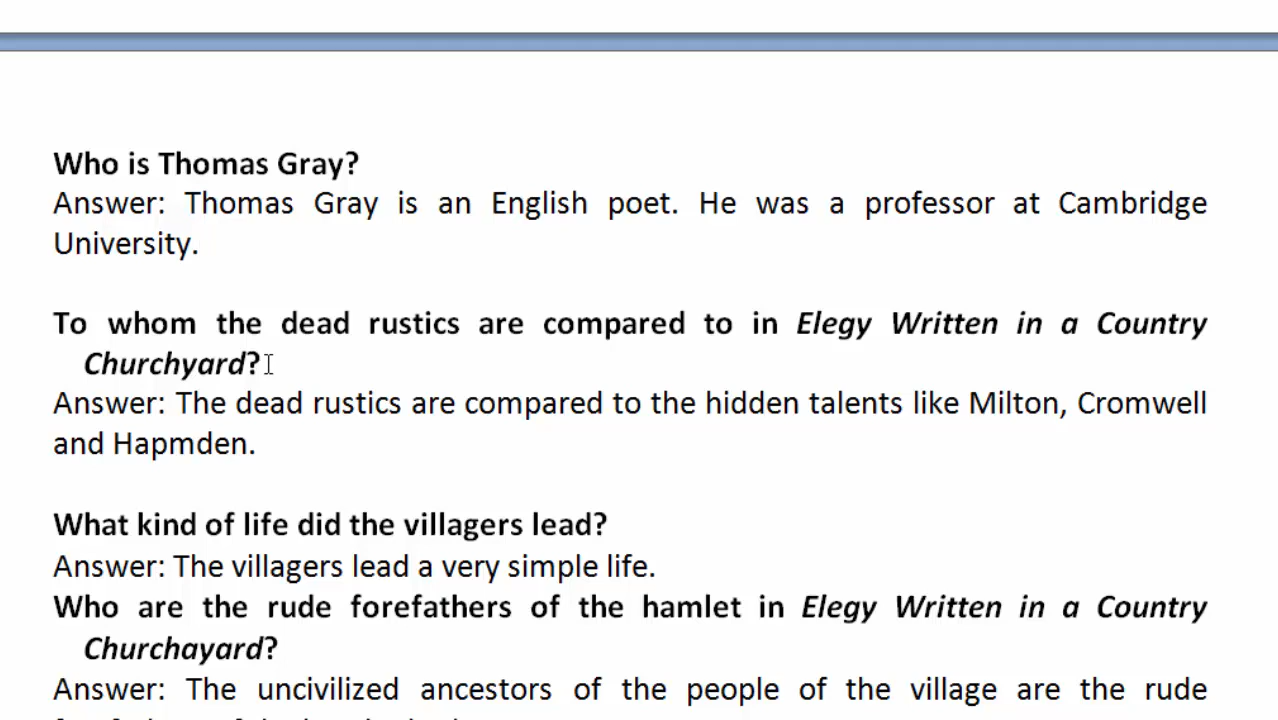 Who is Thomas Gray?
Answer: Thomas Gray is an English poet. He was a professor at Cambridge
University.
To whom the dead rustics are compared to in Elegy Written in a Country
Churchyard?
Answer: The dead rustics are compared to the hidden talents like Milton, Cromwell
and Hapmden.
What kind of life did the villagers lead?
Answer: The villagers lead a very simple life.
Who are the rude forefathers of the hamlet in Elegy Written in a Country
Churchayard?
Answer: The uncivilized ancestors of the people of the village are the rude